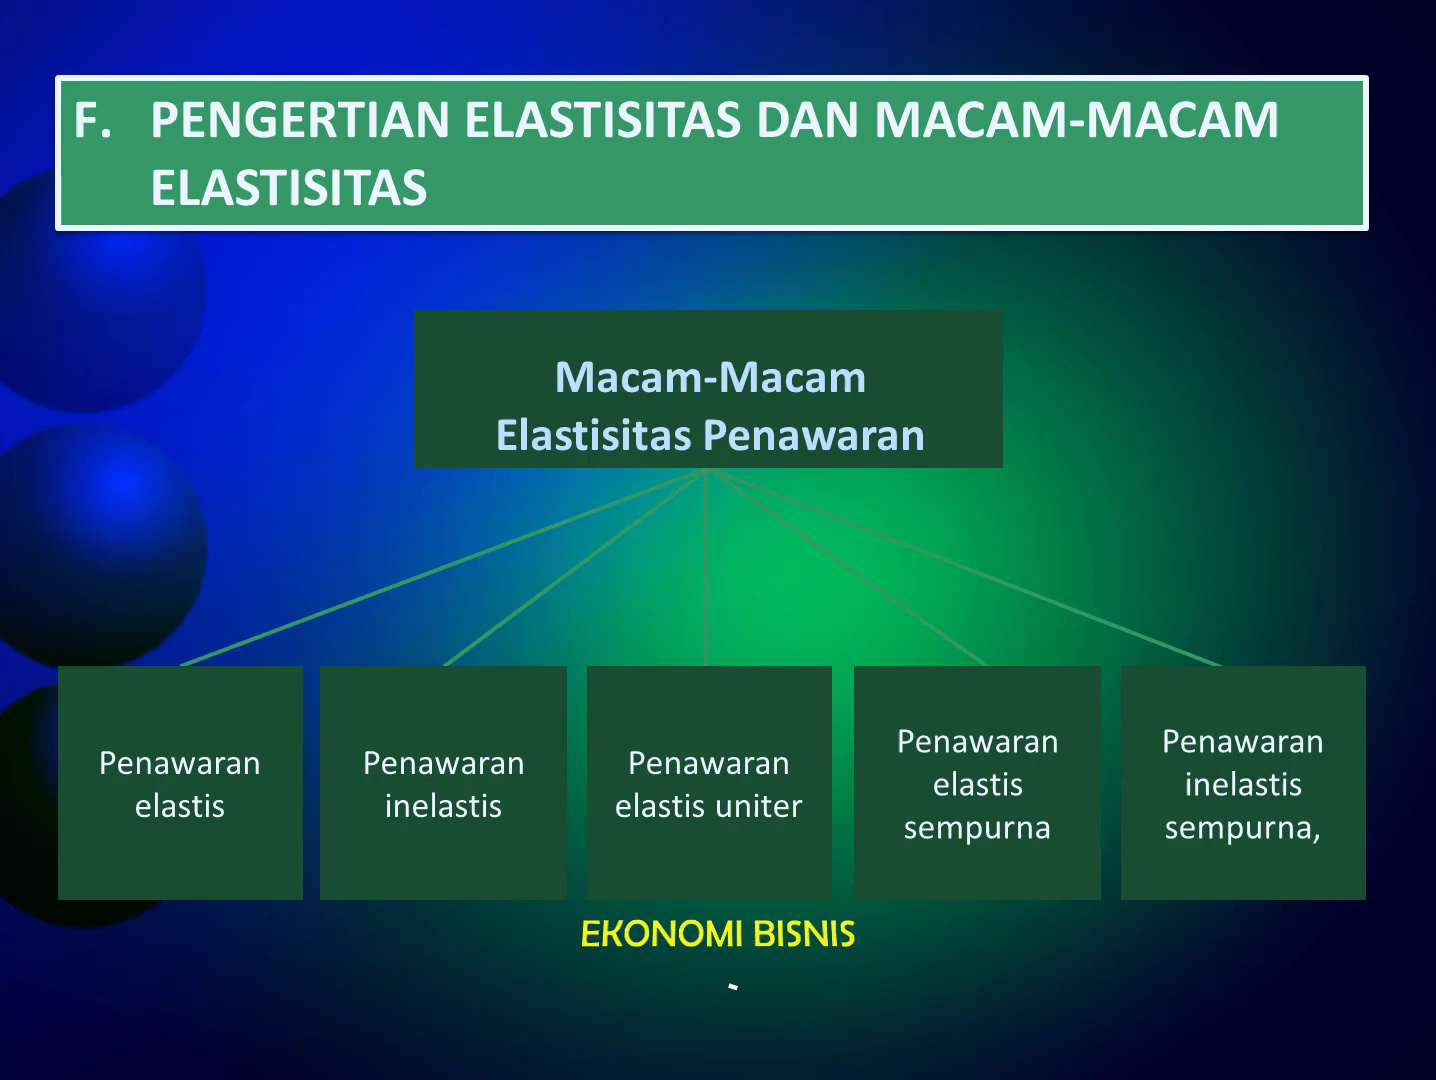 F. PENGERTIAN ELASTISITAS DAN MACAM-MACAM
ELASTISITAS
Macam-Macam
Elastisitas Penawaran
Penawaran
elastis
Penawaran
inelastis
Penawaran
elastis uniter
Penawaran
elastis
sempurna
Penawaran
inelastis
sempurna,
EKONOMI BISNIS
-